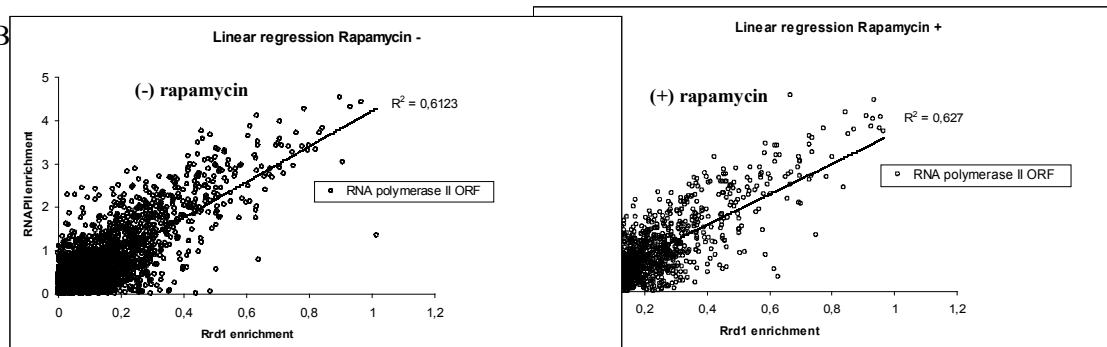 B
Linear regression Rapamycin -
(-) rapamycin
R² = 0,6123
RNA polymerase II ORF
RNAPII enrichment
5
4
3
2
1
0
0 0,2 0,4 0,6 0,8 1 1,2
Rrd1 enrichment
Linear regression Rapamycin +
(+) rapamycin
R² = 0,627
RNA polymerase II ORF
0,2 0,4 0,6 0,8 1 1,2
Rrd1 enrichment